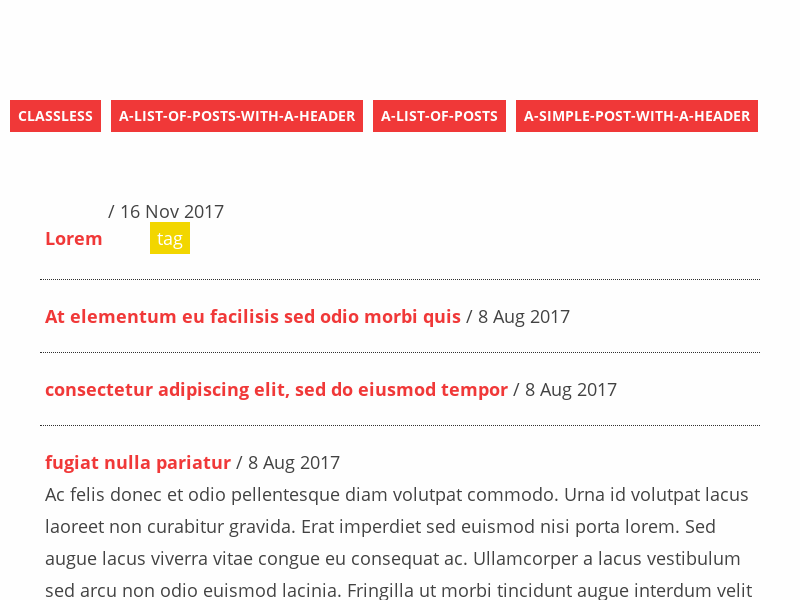 CLASSLESS A-LIST-OF-POSTS-WITH-A-HEADER A-LIST-OF-POSTS A-SIMPLE-POST-WITH-A-HEADER
/ 16 Nov 2017
Lorem tag
At elementum eu facilisis sed odio morbi quis / 8 Aug 2017
consectetur adipiscing elit, sed do eiusmod tempor / 8 Aug 2017
fugiat nulla pariatur / 8 Aug 2017
Ac felis donec et odio pellentesque diam volutpat commodo. Urna id volutpat lacus
laoreet non curabitur gravida. Erat imperdiet sed euismod nisi porta lorem. Sed
augue lacus viverra vitae congue eu consequat ac. Ullamcorper a lacus vestibulum
sed arcu non odio euismod lacinia. Fringilla ut morbi tincidunt augue interdum velit